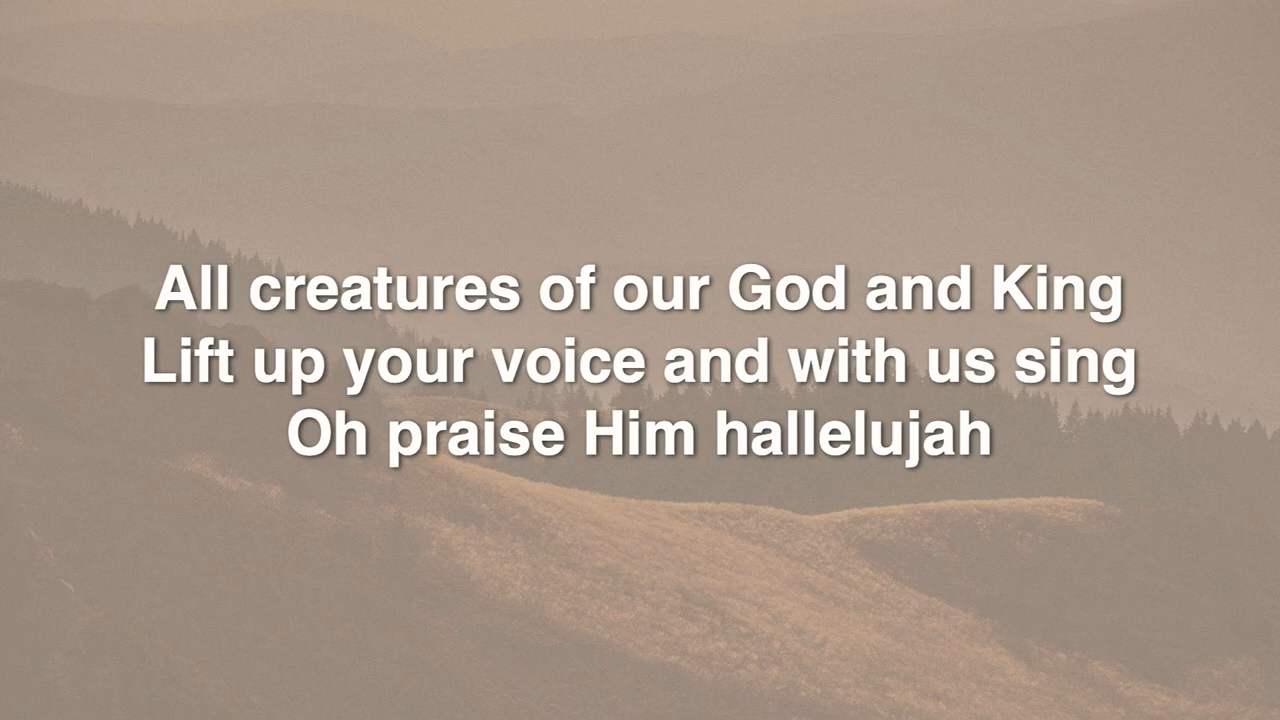 All creatures of our God and King
Lift up your voice and with us sing
Oh praise Him hallelujah